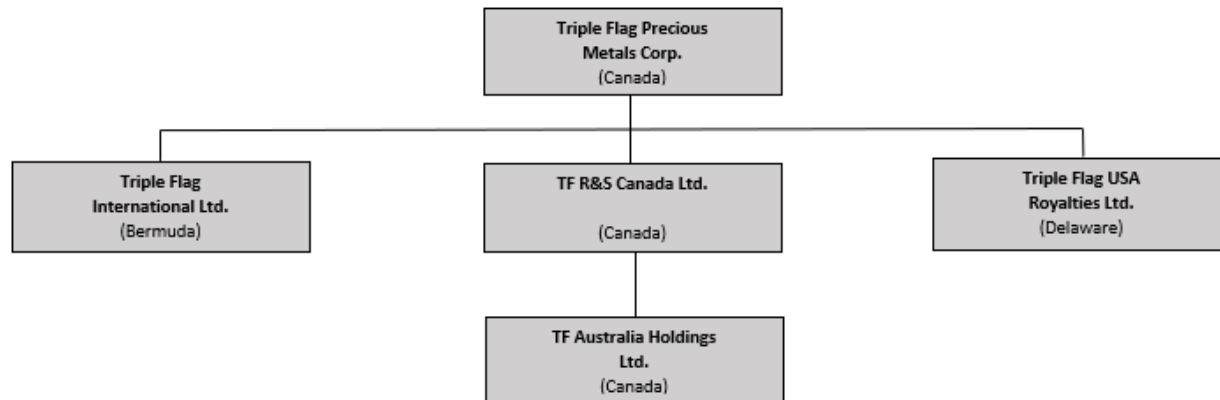 Triple Flag Precious
Metals Corp.
(Canada)
Triple Flag
International Ltd.
(Bermuda)
TF R&S Canada Ltd.
(Canada)
Triple Flag USA
Royalties Ltd.
(Delaware)
TF Australia Holdings
Ltd.
(Canada)